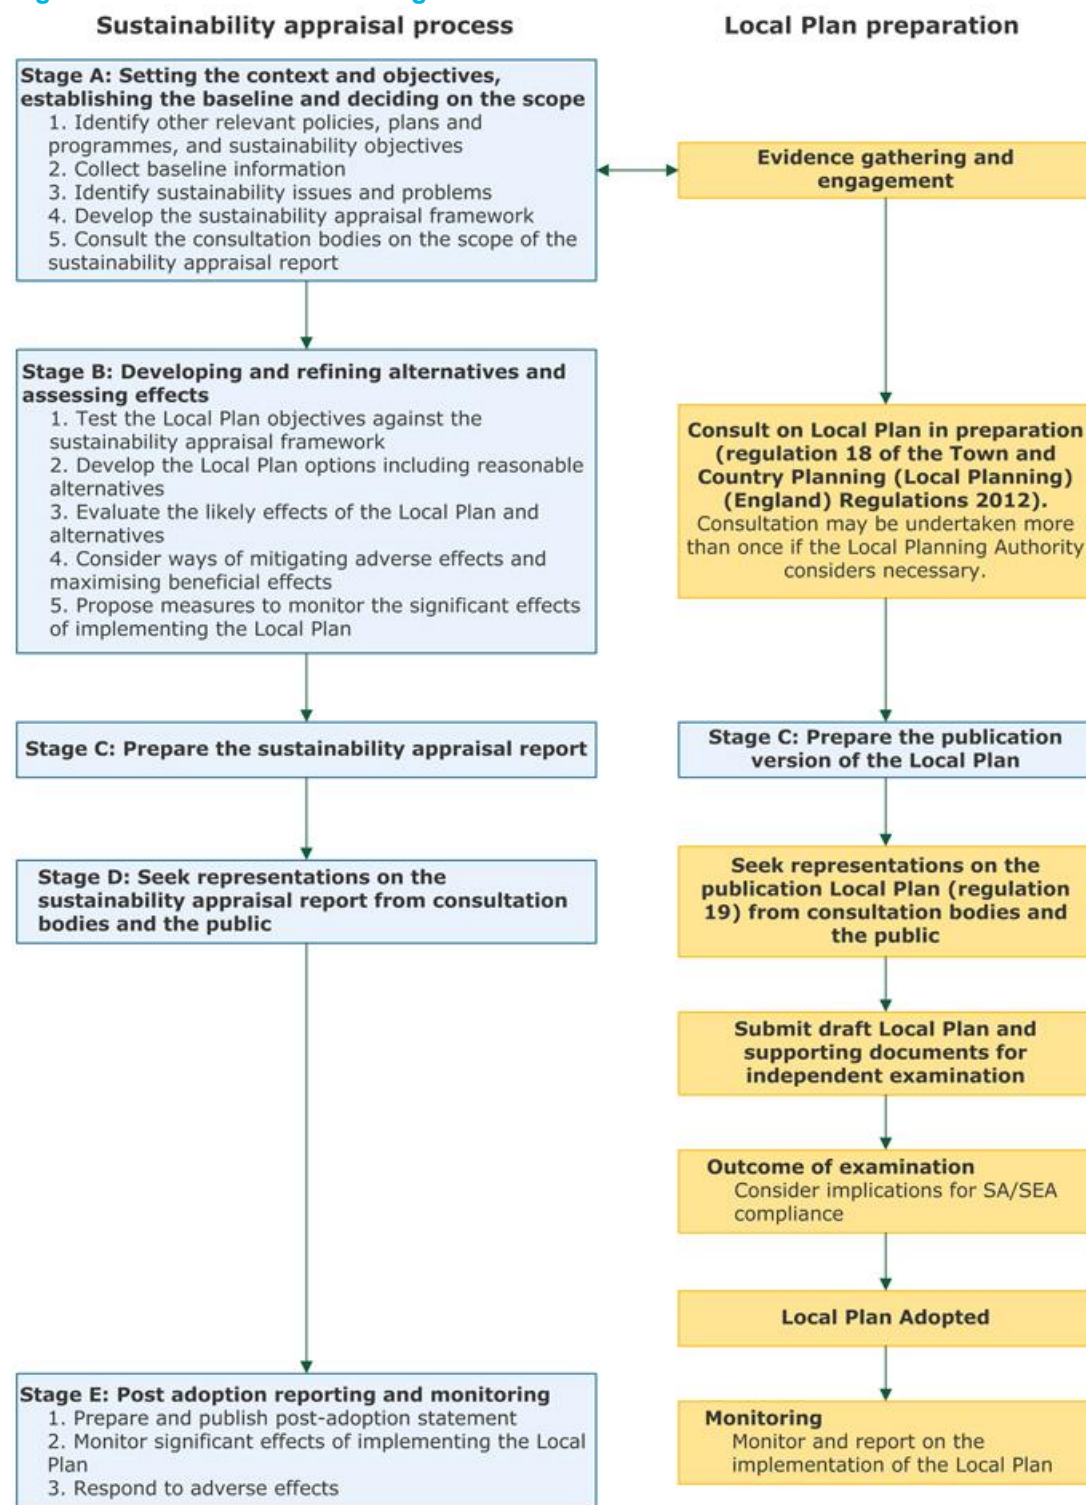 Sustainability appraisal process
Stage A: Setting the context and objectives,
establishing the baseline and deciding on the scope
1. Identify other relevant policies, plans and
programmes, and sustainability objectives
2. Collect baseline information
3. Identify sustainability issues and problems
4. Develop the sustainability appraisal framework
5. Consult the consultation bodies on the scope of the
sustainability appraisal report
Stage B: Developing and refining alternatives and
assessing effects
1. Test the Local Plan objectives against the
sustainability appraisal framework
2. Develop the Local Plan options including reasonable
alternatives
3. Evaluate the likely effects of the Local Plan and
alternatives
4. Consider ways of mitigating adverse effects and
maximising beneficial effects
5. Propose measures to monitor the significant effects
of implementing the Local Plan
Stage C: Prepare the sustainability appraisal report
Stage D: Seek representations on the
sustainability appraisal report from consultation
bodies and the public
Stage E: Post adoption reporting and monitoring
1. Prepare and publish post-adoption statement
2. Monitor significant effects of implementing the Local
Plan
3. Respond to adverse effects
Local Plan preparation
Evidence gathering and
engagement
Consult on Local Plan in preparation
(regulation 18 of the Town and
Country Planning (Local Planning)
(England) Regulations 2012).
Consultation may be undertaken more
than once if the Local Planning Authority
considers necessary.
Stage C: Prepare the publication
version of the Local Plan
Seek representations on the
publication Local Plan (regulation
19) from consultation bodies and
the public
Submit draft Local Plan and
supporting documents for
independent examination
Outcome of examination
Consider implications for SA/SEA
compliance
Local Plan Adopted
Monitoring
Monitor and report on the
implementation of the Local Plan